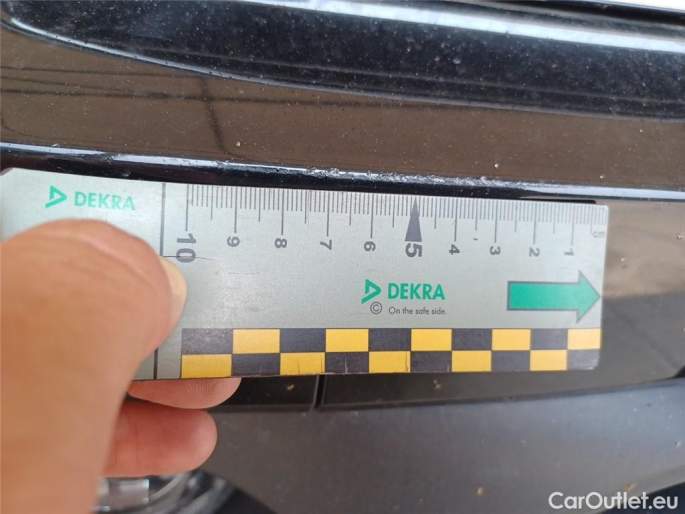 DEKRA
10 9 8 7 6 5 4 3 2 1 cm
DEKRA
© On the safe side.
CarOutlet.eu